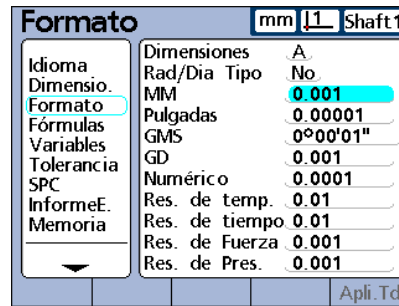 Formato
mm 1 Shaft1
Idioma
Dimensio.
Formato
Fórmulas
Variables
Tolerancia
SPC
InformeE.
Memoria
Dimensiones A
Rad/Dia Tipo No
MM 0.001
Pulgadas 0.00001
GMS 0°00'01"
GD 0.001
Numérico 0.0001
Res. de temp. 0.01
Res. de tiempo 0.01
Res. de Fuerza 0.001
Res. de Pres. 0.001
Apli.Td